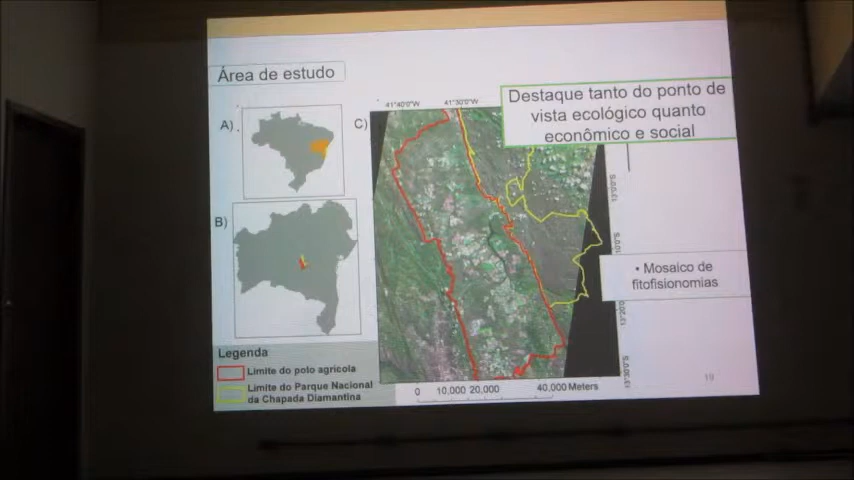 Área de estudo
Destaque tanto do ponto de
vista ecológico quanto
econômico e social
A)
B)
C)
41°40'0"W
41°30'0"W
• Mosaico de
fitofisionomias
Legenda
Limite do polo agrícola
Limite do Parque Nacional
da Chapada Diamantina
0 10,000 20,000 40,000 Meters
19